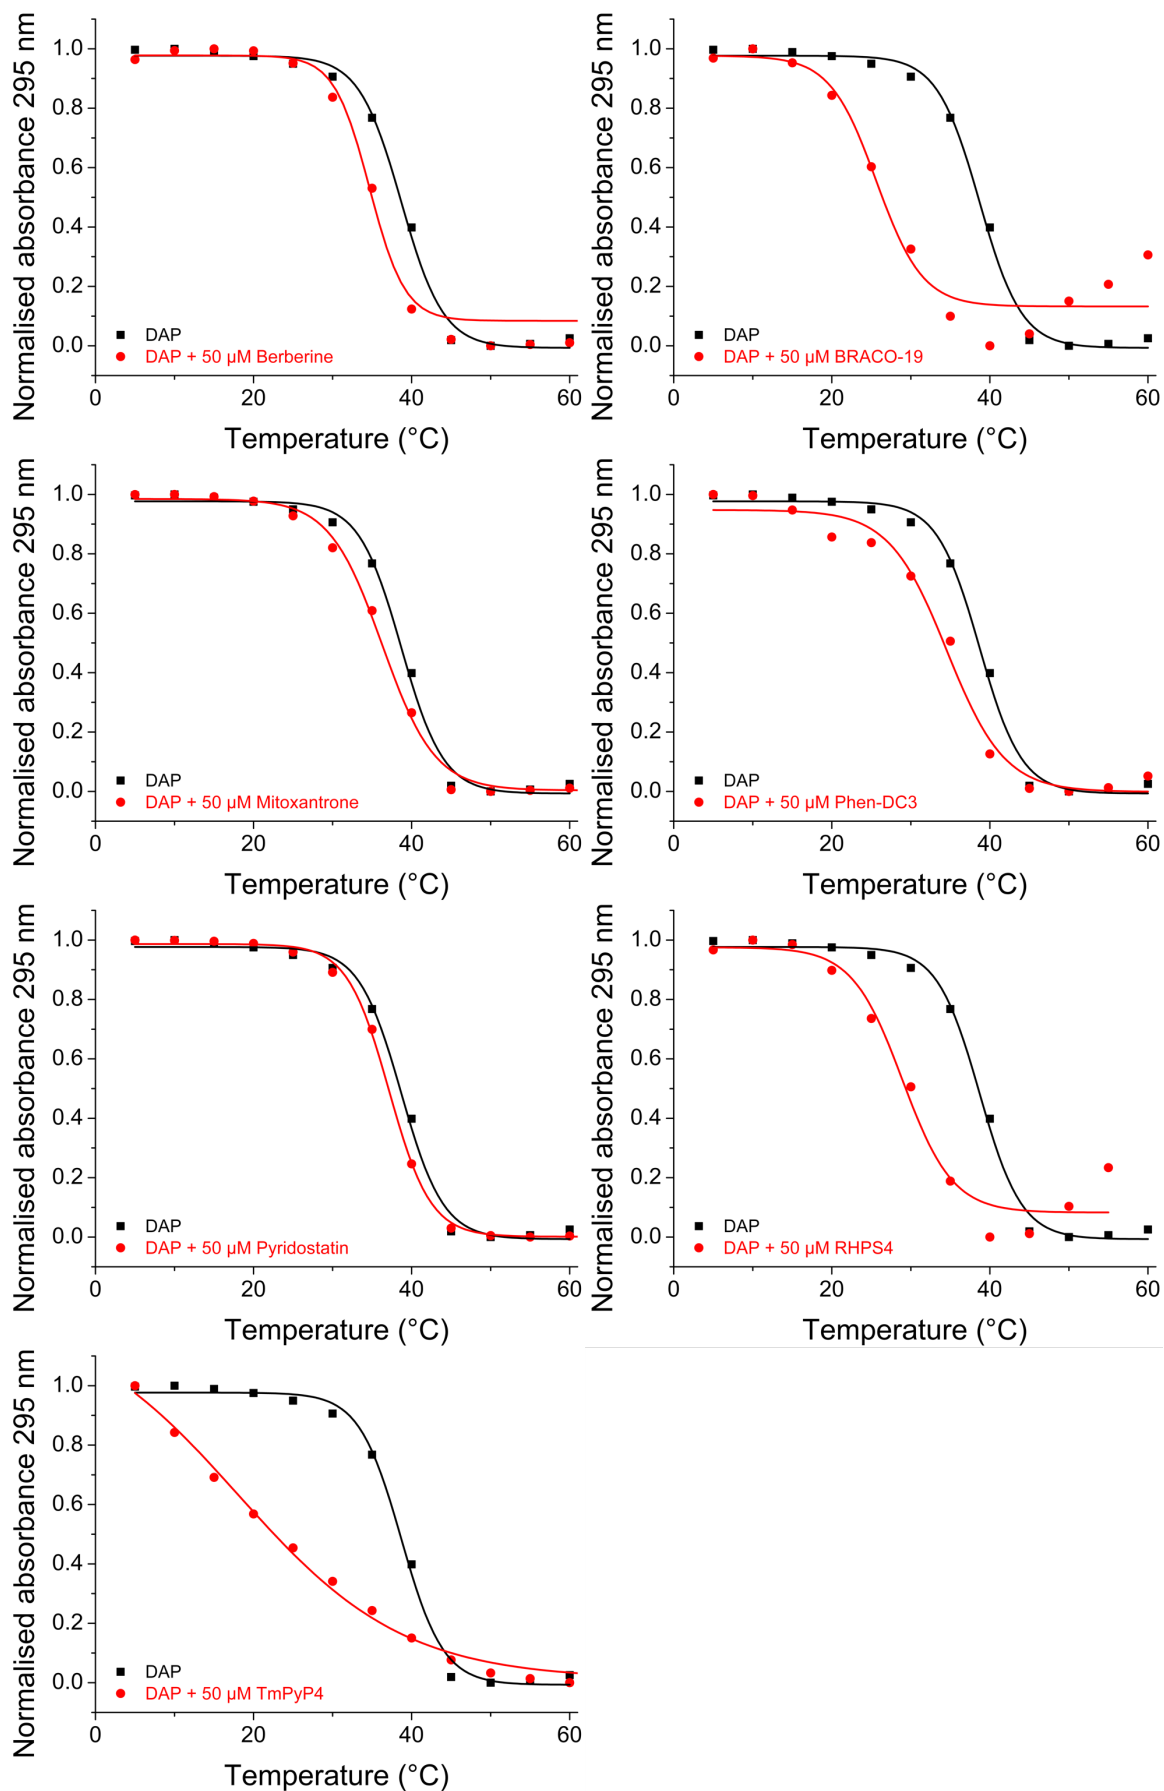 Normalised absorbance 295 nm
1.0
0.8
0.6
0.4
0.2
0.0
DAP
DAP + 50 µM Berberine
0 20 40 60
Temperature (°C)
Normalised absorbance 295 nm
1.0
0.8
0.6
0.4
0.2
0.0
DAP
DAP + 50 µM BRACO-19
0 20 40 60
Temperature (°C)
Normalised absorbance 295 nm
1.0
0.8
0.6
0.4
0.2
0.0
DAP
DAP + 50 µM Mitoxantrone
0 20 40 60
Temperature (°C)
Normalised absorbance 295 nm
1.0
0.8
0.6
0.4
0.2
0.0
DAP
DAP + 50 µM Phen-DC3
0 20 40 60
Temperature (°C)
Normalised absorbance 295 nm
1.0
0.8
0.6
0.4
0.2
0.0
DAP
DAP + 50 µM Pyridostatin
0 20 40 60
Temperature (°C)
Normalised absorbance 295 nm
1.0
0.8
0.6
0.4
0.2
0.0
DAP
DAP + 50 µM RHPS4
0 20 40 60
Temperature (°C)
Normalised absorbance 295 nm
1.0
0.8
0.6
0.4
0.2
0.0
DAP
DAP + 50 µM TmPyP4
0 20 40 60
Temperature (°C)